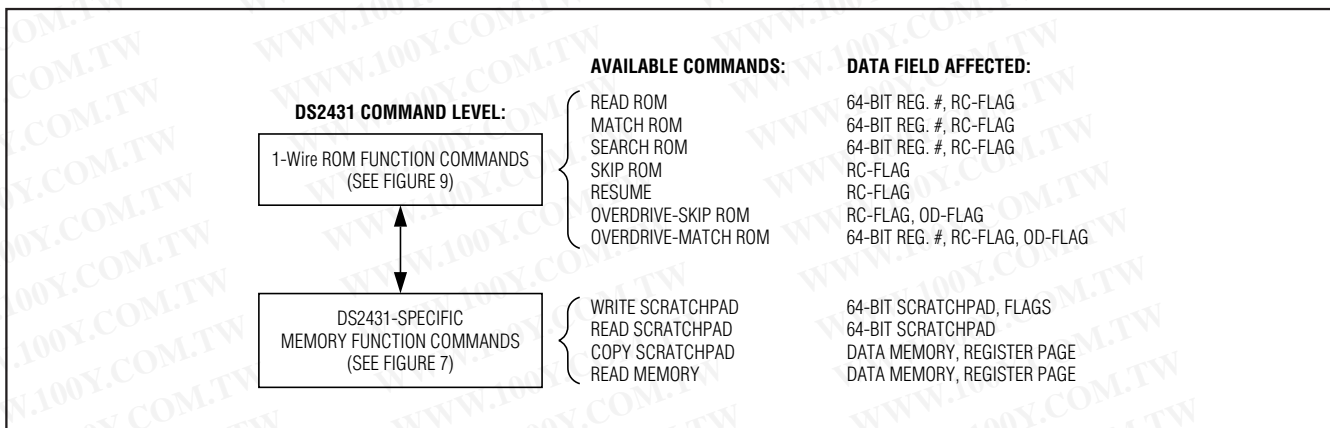 AVAILABLE COMMANDS: DATA FIELD AFFECTED:
DS2431 COMMAND LEVEL:
1-Wire ROM FUNCTION COMMANDS
(SEE FIGURE 9)
READ ROM 64-BIT REG. #, RC-FLAG
MATCH ROM 64-BIT REG. #, RC-FLAG
SEARCH ROM 64-BIT REG. #, RC-FLAG
SKIP ROM RC-FLAG
RESUME RC-FLAG
OVERDRIVE-SKIP ROM RC-FLAG, OD-FLAG
OVERDRIVE-MATCH ROM 64-BIT REG. #, RC-FLAG, OD-FLAG
DS2431-SPECIFIC
MEMORY FUNCTION COMMANDS
(SEE FIGURE 7)
WRITE SCRATCHPAD 64-BIT SCRATCHPAD, FLAGS
READ SCRATCHPAD 64-BIT SCRATCHPAD
COPY SCRATCHPAD DATA MEMORY, REGISTER PAGE
READ MEMORY DATA MEMORY, REGISTER PAGE
WWW.100Y.COM.TW